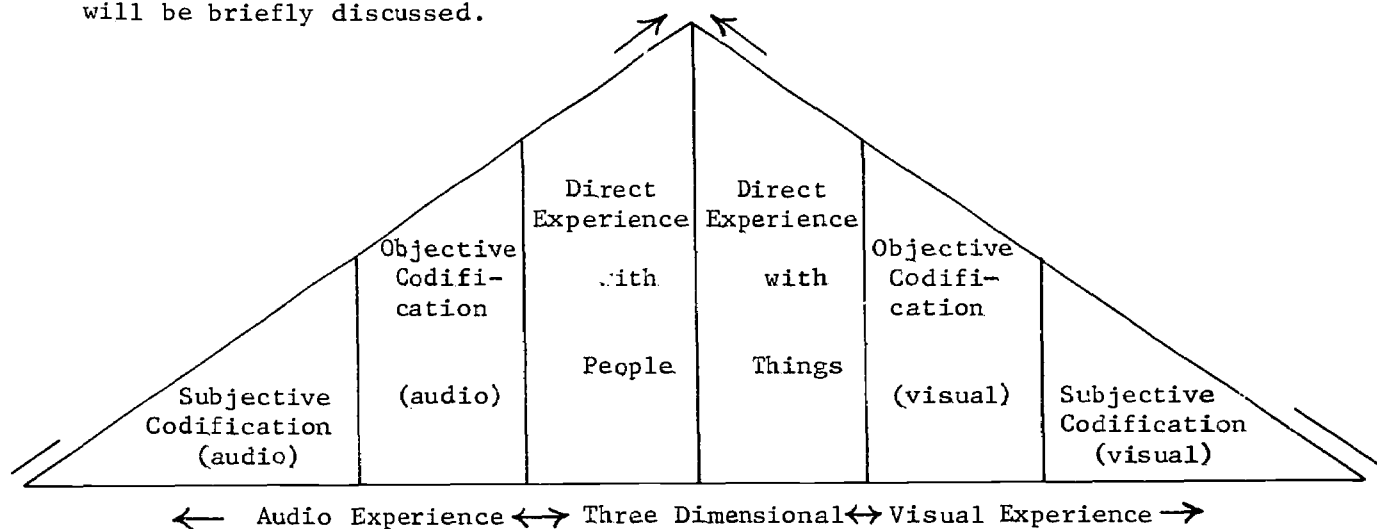 will be briefly discussed.
Direct
Experience
with
People
Direct
Experience
with
Things
Objective
Codifi-
cation
(audio)
Objective
Codifi-
cation
(visual)
Subjective
Codification
(audio)
Subjective
Codification
(visual)
← Audio Experience ↔ Three Dimensional ↔ Visual Experience →